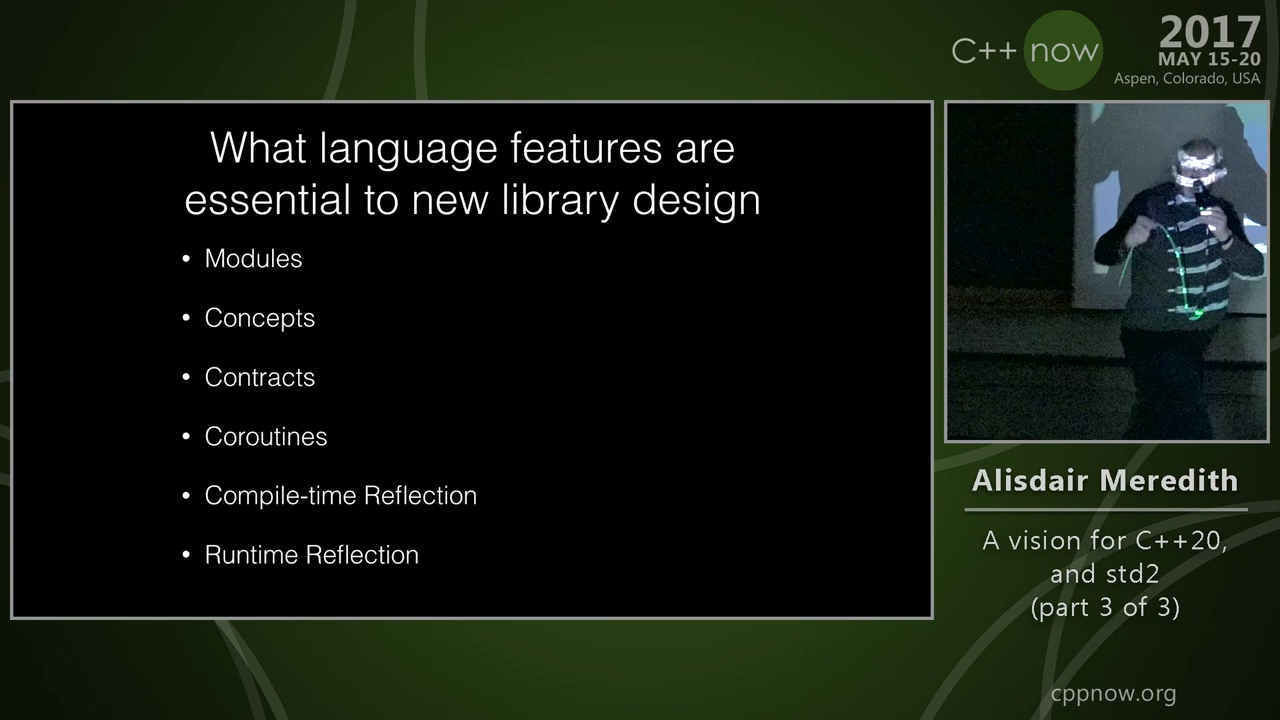 C++ now
2017
MAY 15-20
Aspen, Colorado, USA
What language features are
essential to new library design
• Modules
• Concepts
• Contracts
• Coroutines
• Compile-time Reflection
• Runtime Reflection
Alisdair Meredith
A vision for C++20,
and std2
(part 3 of 3)
cppnow.org